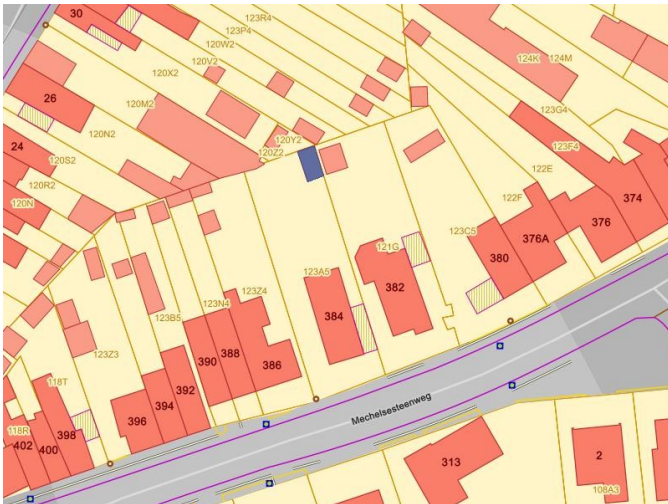 30
123R4
123P4
120W2
120V2
120X2
124K
124M
26
120M2
123G4
120N2
120Y2
123F4
24
120Z2
120S2
122E
120R2
374
120N
122F
376
123C5
376A
121G
380
123A5
382
123Z4
123N4
384
123B5
390
388
386
123Z3
118T
392
394
396
Mechelsesteenweg
398
118R
402
400
313
2
108A3